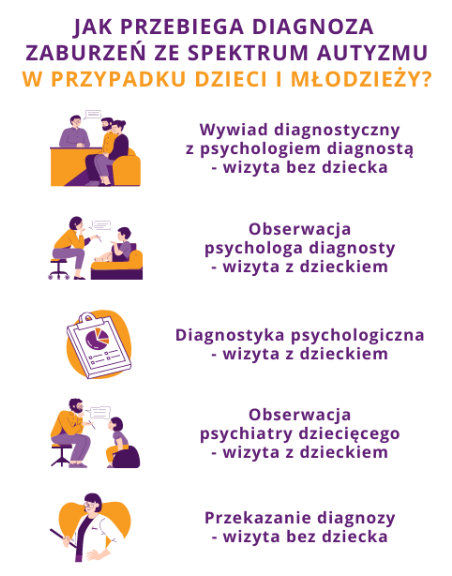 JAK PRZEBIEGA DIAGNOZA
ZABURZEŃ ZE SPEKTRUM AUTYZMU
W PRZYPADKU DZIECI I MŁODZIEŻY?
Wywiad diagnostyczny
z psychologiem diagnostą
- wizyta bez dziecka
Obserwacja
psychologa diagnosty
- wizyta z dzieckiem
Diagnostyka psychologiczna
- wizyta z dzieckiem
Obserwacja
psychiatry dziecięcego
- wizyta z dzieckiem
Przekazanie diagnozy
- wizyta bez dziecka